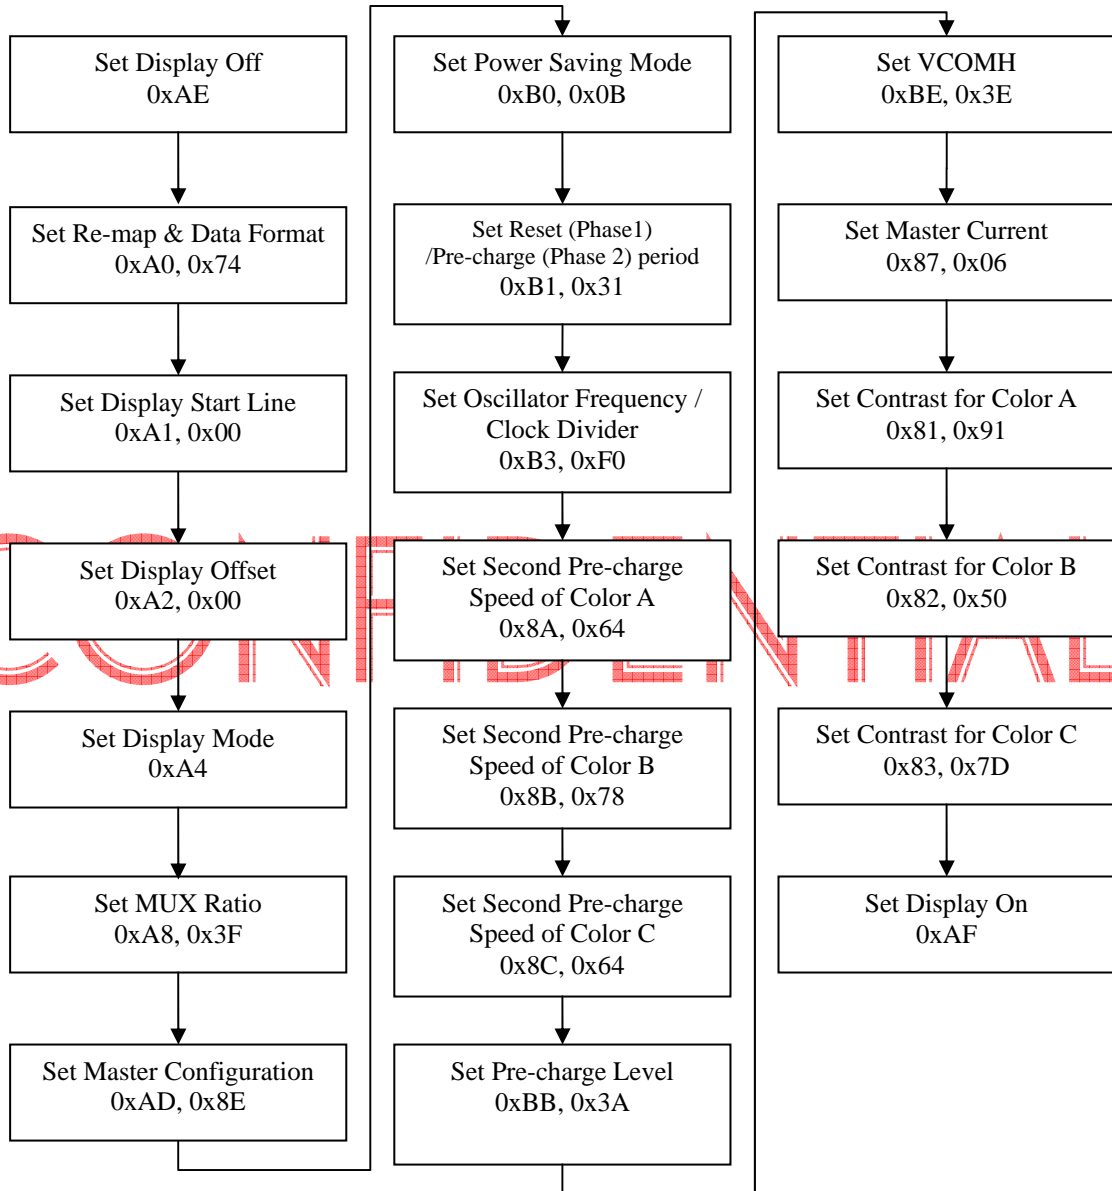 Set Display Off
0xAE
Set Re-map & Data Format
0xA0, 0x74
Set Display Start Line
0xA1, 0x00
Set Display Offset
0xA2, 0x00
Set Display Mode
0xA4
Set MUX Ratio
0xA8, 0x3F
Set Master Configuration
0xAD, 0x8E
Set Power Saving Mode
0xB0, 0x0B
Set Reset (Phase1)
/Pre-charge (Phase 2) period
0xB1, 0x31
Set Oscillator Frequency /
Clock Divider
0xB3, 0xF0
Set Second Pre-charge
Speed of Color A
0x8A, 0x64
Set Second Pre-charge
Speed of Color B
0x8B, 0x78
Set Second Pre-charge
Speed of Color C
0x8C, 0x64
Set Pre-charge Level
0xBB, 0x3A
Set VCOMH
0xBE, 0x3E
Set Master Current
0x87, 0x06
Set Contrast for Color A
0x81, 0x91
Set Contrast for Color B
0x82, 0x50
Set Contrast for Color C
0x83, 0x7D
Set Display On
0xAF
CONFIDENTIAL